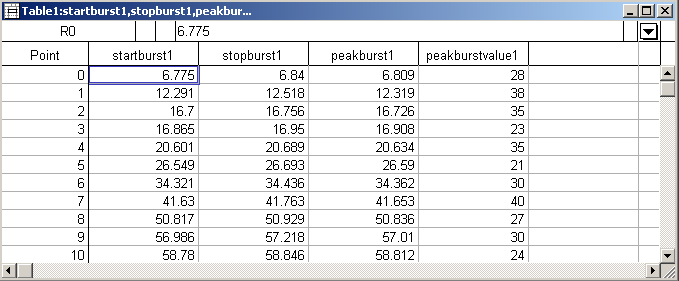 Table1:startburst1,stopburst1,peakbur...
R0 6.775
Point startburst1 stopburst1 peakburst1 peakburstvalue1
0 6.775 6.84 6.809 28
1 12.291 12.518 12.319 38
2 16.7 16.756 16.726 35
3 16.865 16.95 16.908 23
4 20.601 20.689 20.634 35
5 26.549 26.693 26.59 21
6 34.321 34.436 34.362 30
7 41.63 41.763 41.653 40
8 50.817 50.929 50.836 27
9 56.986 57.218 57.01 30
10 58.78 58.846 58.812 24